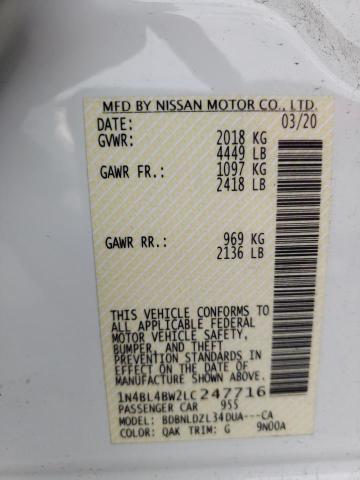 MFD BY NISSAN MOTOR CO., LTD.
DATE: 03/20
GVWR: 2018 KG
4449 LB
GAWR FR.: 1097 KG
2418 LB
GAWR RR.: 969 KG
2136 LB
THIS VEHICLE CONFORMS TO
ALL APPLICABLE FEDERAL
MOTOR VEHICLE SAFETY,
BUMPER, AND THEFT
PREVENTION STANDARDS IN
EFFECT ON THE DATE OF
MANUFACTURE SHOWN ABOVE.
1N4BL4BW2LC247716
PASSENGER CAR 95S
MODEL: BDBNLDZL34DUA---CA
COLOR: QAK TRIM: G 9N00A